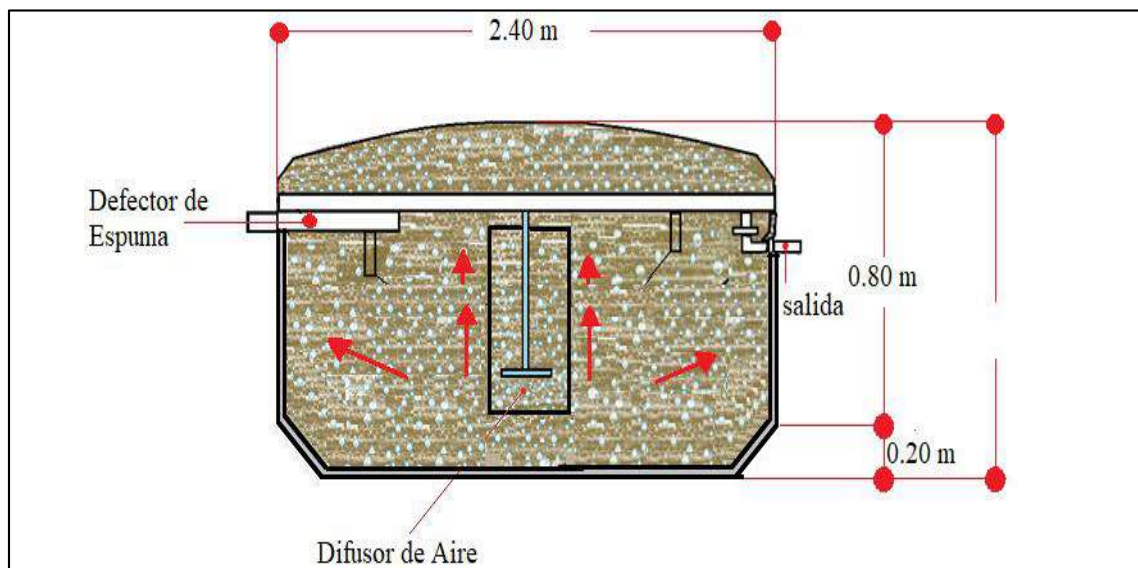 2.40 m
Defector de
Espuma
0.80 m
salida
0.20 m
Difusor de Aire